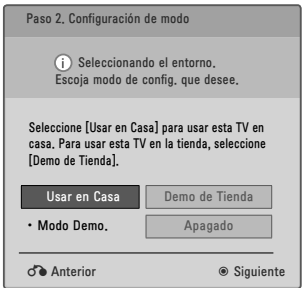 Paso 2. Configuración de modo
Seleccionando el entorno.
Escoja modo de config. que desee.
Seleccione [Usar en Casa] para usar esta TV en
casa. Para usar esta TV en la tienda, seleccione
[Demo de Tienda].
Usar en Casa Demo de Tienda
• Modo Demo. Apagado
Anterior Siguiente